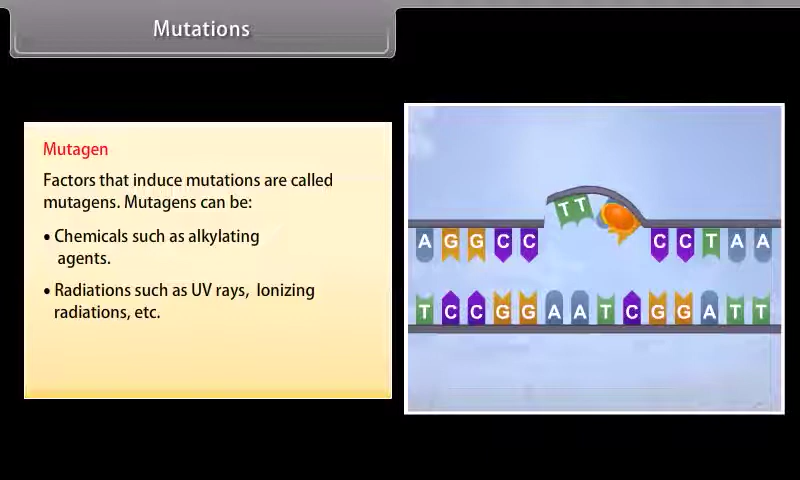 Mutations
Mutagen
Factors that induce mutations are called
mutagens. Mutagens can be:
• Chemicals such as alkylating
agents.
• Radiations such as UV rays, Ionizing
radiations, etc.
T T
A G G C C C C T A A
T C C G G A A T C G G A T T